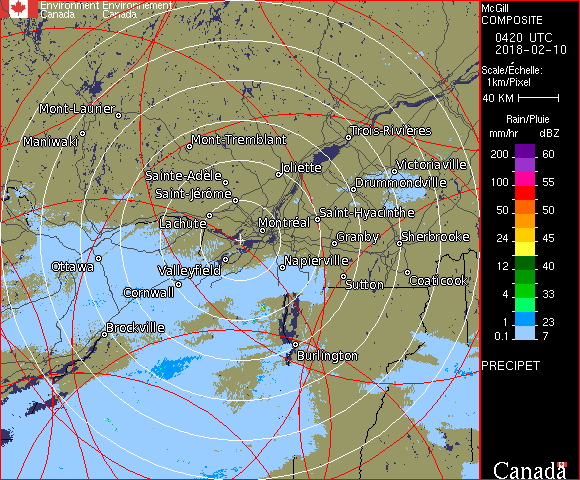 Environment Environnement
Canada Canada
McGill
COMPOSITE
0420 UTC
2018-02-10
Scale/Échelle:
1km/Pixel
40 KM
Rain/Pluie
mm/hr dBZ
200 60
100 55
50 50
24 45
12 40
8 33
4 30
1 23
0.1 7
PRECIPET
Canada
Mont-Laurier
Maniwaki
Mont-Tremblant
Trois-Rivières
Sainte-Adèle
Joliette
Victoriaville
Saint-Jérôme
Drummondville
Lachute
Montréal
Saint-Hyacinthe
Granby
Sherbrooke
Ottawa
Valleyfield
Napierville
Cornwall
Sutton
Coaticook
Brockville
Burlington